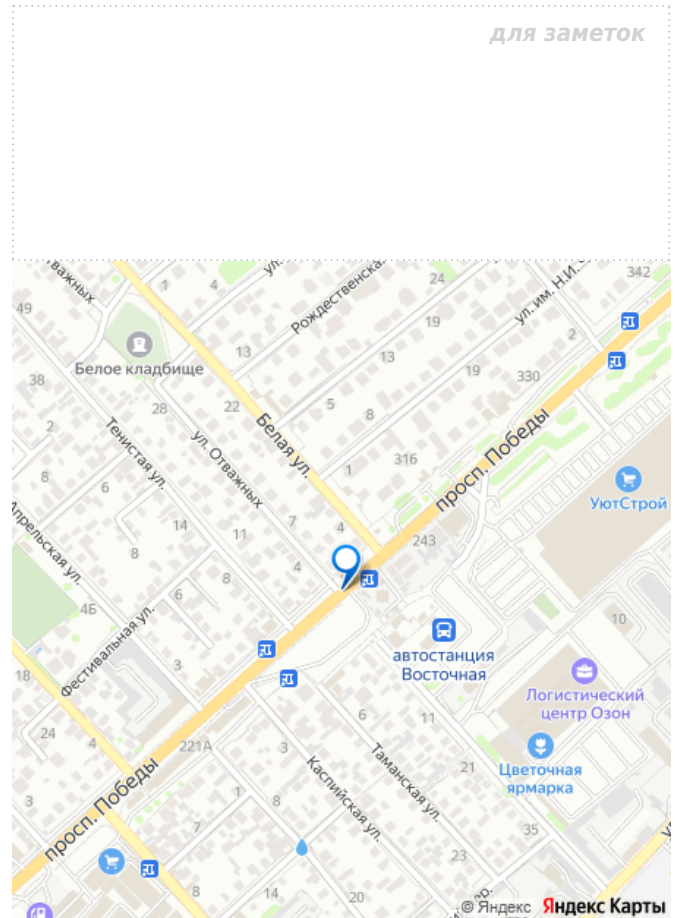 для заметок
ул.
342
1
4
24
Рождественская
ул. им. Н.И.
49
19
2
13
13
Белое кладбище
38
19
330
28
22
5
8
Белая ул.
2
Тенистая ул.
ул. Отважных
316
просп. Победы
1
8
6
УютСтрой
14
7
4
11
243
Апрельская ул.
8
4
8
4Б
6
10
Фестивальная ул.
автостанция
Восточная
3
18
Логистический
центр Озон
6
11
24
4
221А
3
Каспийская ул.
Таманская ул.
21
Цветочная
ярмарка
просп. Победы
1
8
3
7
35
23
8
14
20
© Яндекс Яндекс Карты